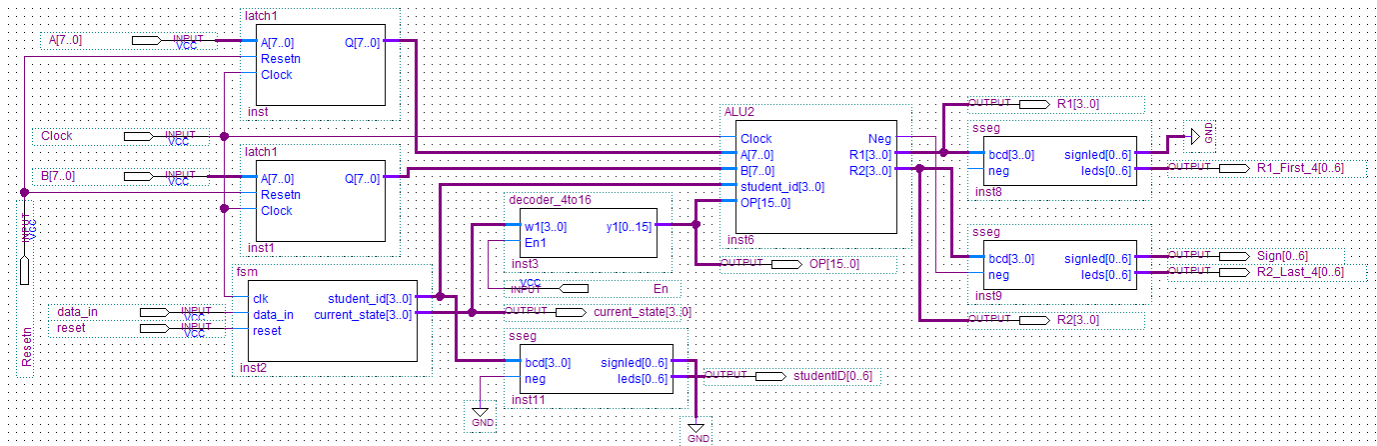 latch1
A[7..0]
INPUT
VCC
A[7..0]
Q[7..0]
Resetn
Clock
inst
Clock
INPUT
VCC
latch1
B[7..0]
INPUT
VCC
A[7..0]
Q[7..0]
Resetn
Clock
inst1
INPUT
VCC
Resetn
fsm
clk
data_in
reset
student_id[3..0]
current_state[3..0]
inst2
data_in
INPUT
VCC
reset
INPUT
VCC
decoder_4to16
w1[3..0]
y1[0..15]
En1
inst3
VCC
INPUT
En
OUTPUT
current_state[3..0]
sseg
bcd[3..0]
signled[0..6]
neg
leds[0..6]
inst11
GND
GND
OUTPUT
studentID[0..6]
ALU2
Clock
Neg
A[7..0]
R1[3..0]
B[7..0]
R2[3..0]
student_id[3..0]
OP[15..0]
inst6
OUTPUT
OP[15..0]
OUTPUT
R1[3..0]
sseg
bcd[3..0]
signled[0..6]
neg
leds[0..6]
inst8
GND
OUTPUT
R1_First_4[0..6]
sseg
bcd[3..0]
signled[0..6]
neg
leds[0..6]
inst9
OUTPUT
Sign[0..6]
OUTPUT
R2_Last_4[0..6]
OUTPUT
R2[3..0]